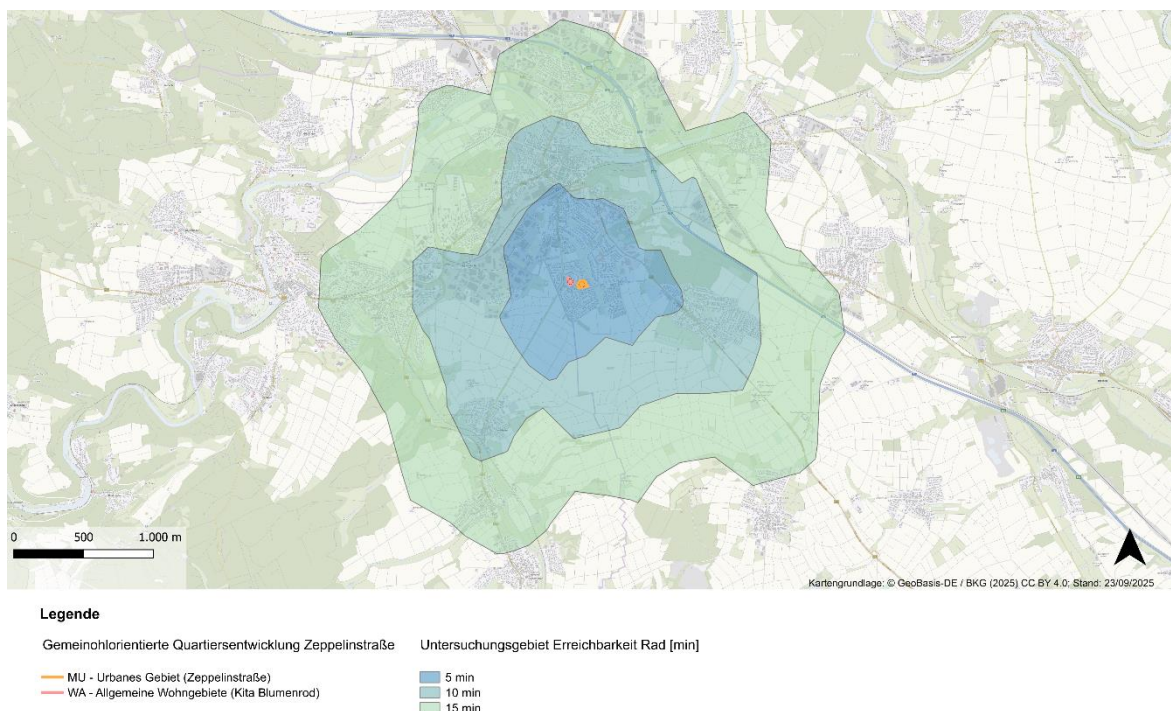 0 500 1.000 m
Kartengrundlage: © GeoBasis-DE / BKG (2025) CC BY 4.0; Stand: 23/09/2025
Legende
Gemeinohlorientierte Quartiersentwicklung Zeppelinstraße
MU - Urbanes Gebiet (Zeppelinstraße)
WA - Allgemeine Wohngebiete (Kita Blumenrod)
Untersuchungsgebiet Erreichbarkeit Rad [min]
5 min
10 min
15 min